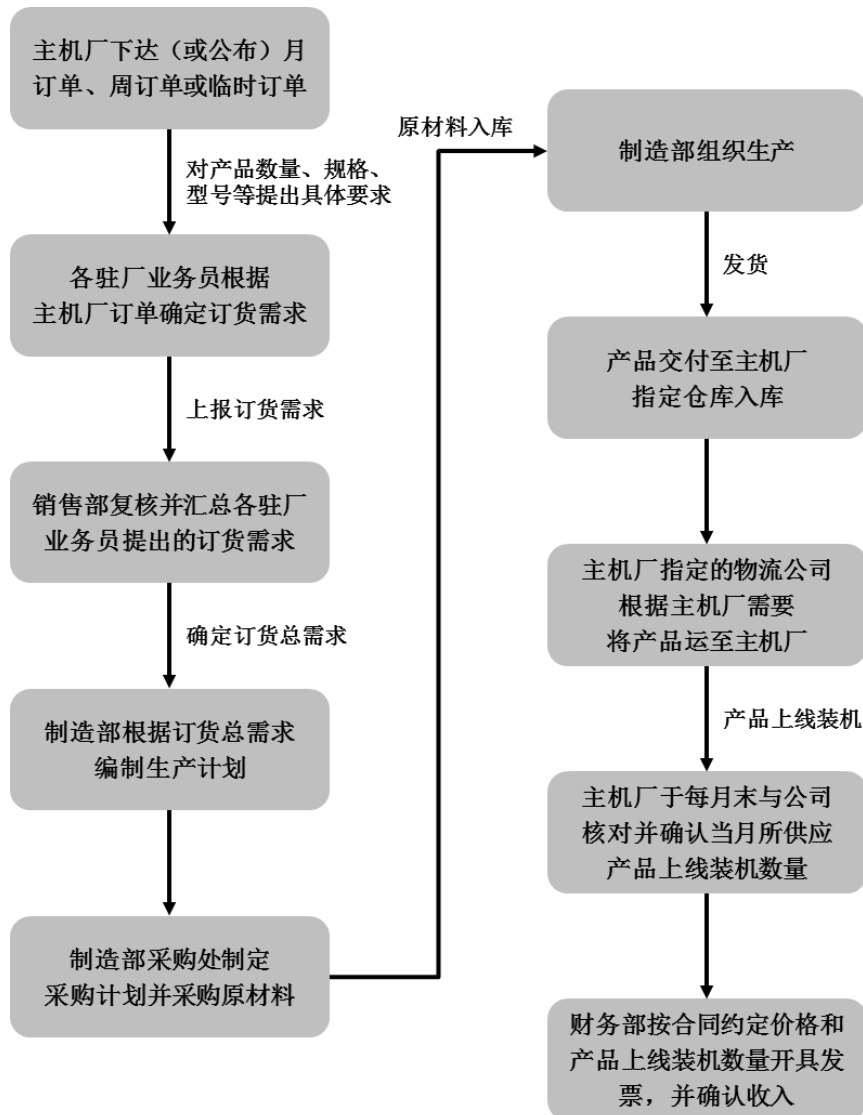 主机厂下达（或公布）月
订单、周订单或临时订单
对产品数量、规格、
型号等提出具体要求
各驻厂业务员根据
主机厂订单确定订货需求
上报订货需求
销售部复核并汇总各驻厂
业务员提出的订货需求
确定订货总需求
制造部根据订货总需求
编制生产计划
制造部采购处制定
采购计划并采购原材料
原材料入库
制造部组织生产
发货
产品交付至主机厂
指定仓库入库
主机厂指定的物流公司
根据主机厂需要
将产品运至主机厂
产品上线装机
主机厂于每月末与公司
核对并确认当月所供应
产品上线装机数量
财务部按合同约定价格和
产品上线装机数量开具发
票，并确认收入